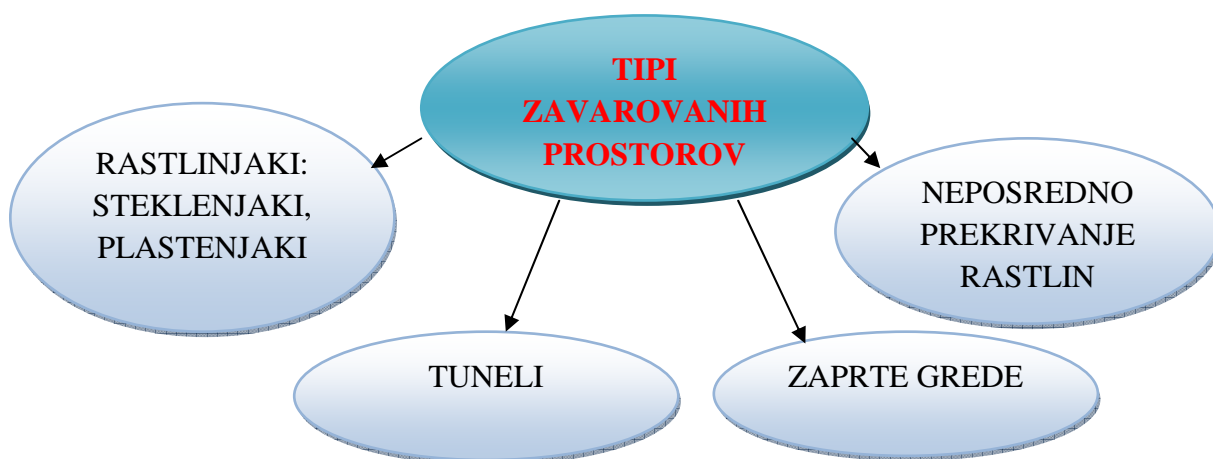 TIPI
ZAVAROVANIH
PROSTOROV
RASTLINJAKI:
STEKLENJAKI,
PLASTENJAKI
NEPOSREDNO
PREKRIVANJE
RASTLIN
TUNELI
ZAPRTE GREDE